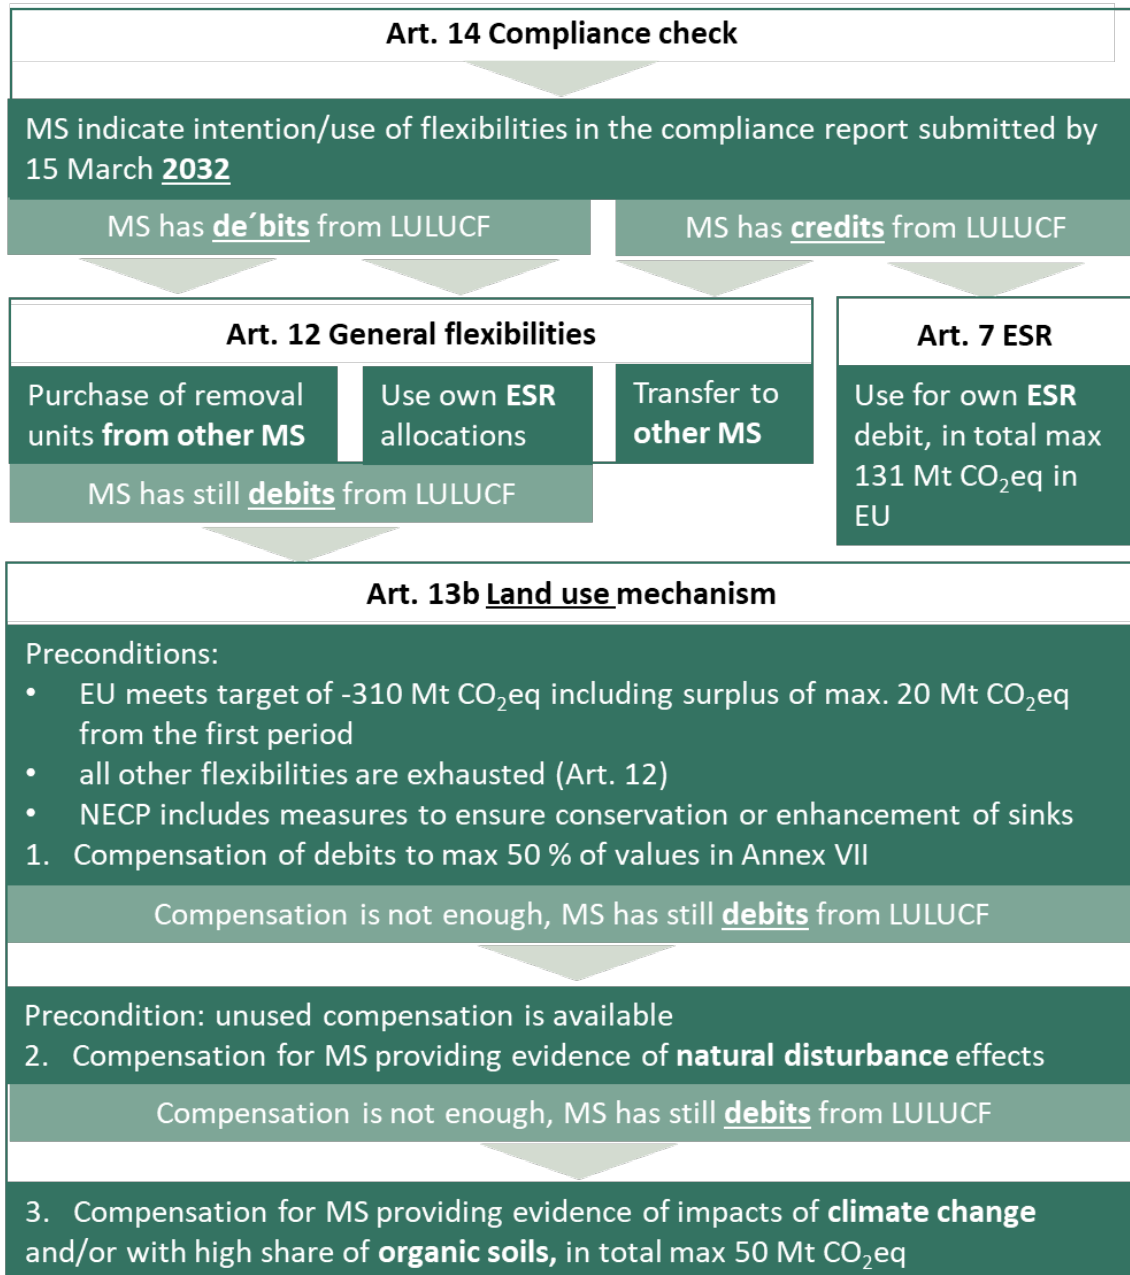 Art. 14 Compliance check
MS indicate intention/use of flexibilities in the compliance report submitted by
15 March 2032
MS has de´bits from LULUCF
MS has credits from LULUCF
Art. 12 General flexibilities
Purchase of removal
units from other MS
Use own ESR
allocations
Transfer to
other MS
MS has still debits from LULUCF
Art. 7 ESR
Use for own ESR
debit, in total max
131 Mt CO₂eq in
EU
Art. 13b Land use mechanism
Preconditions:
• EU meets target of -310 Mt CO₂eq including surplus of max. 20 Mt CO₂eq
from the first period
• all other flexibilities are exhausted (Art. 12)
• NECP includes measures to ensure conservation or enhancement of sinks
1. Compensation of debits to max 50 % of values in Annex VII
Compensation is not enough, MS has still debits from LULUCF
Precondition: unused compensation is available
2. Compensation for MS providing evidence of natural disturbance effects
Compensation is not enough, MS has still debits from LULUCF
3. Compensation for MS providing evidence of impacts of climate change
and/or with high share of organic soils, in total max 50 Mt CO₂eq